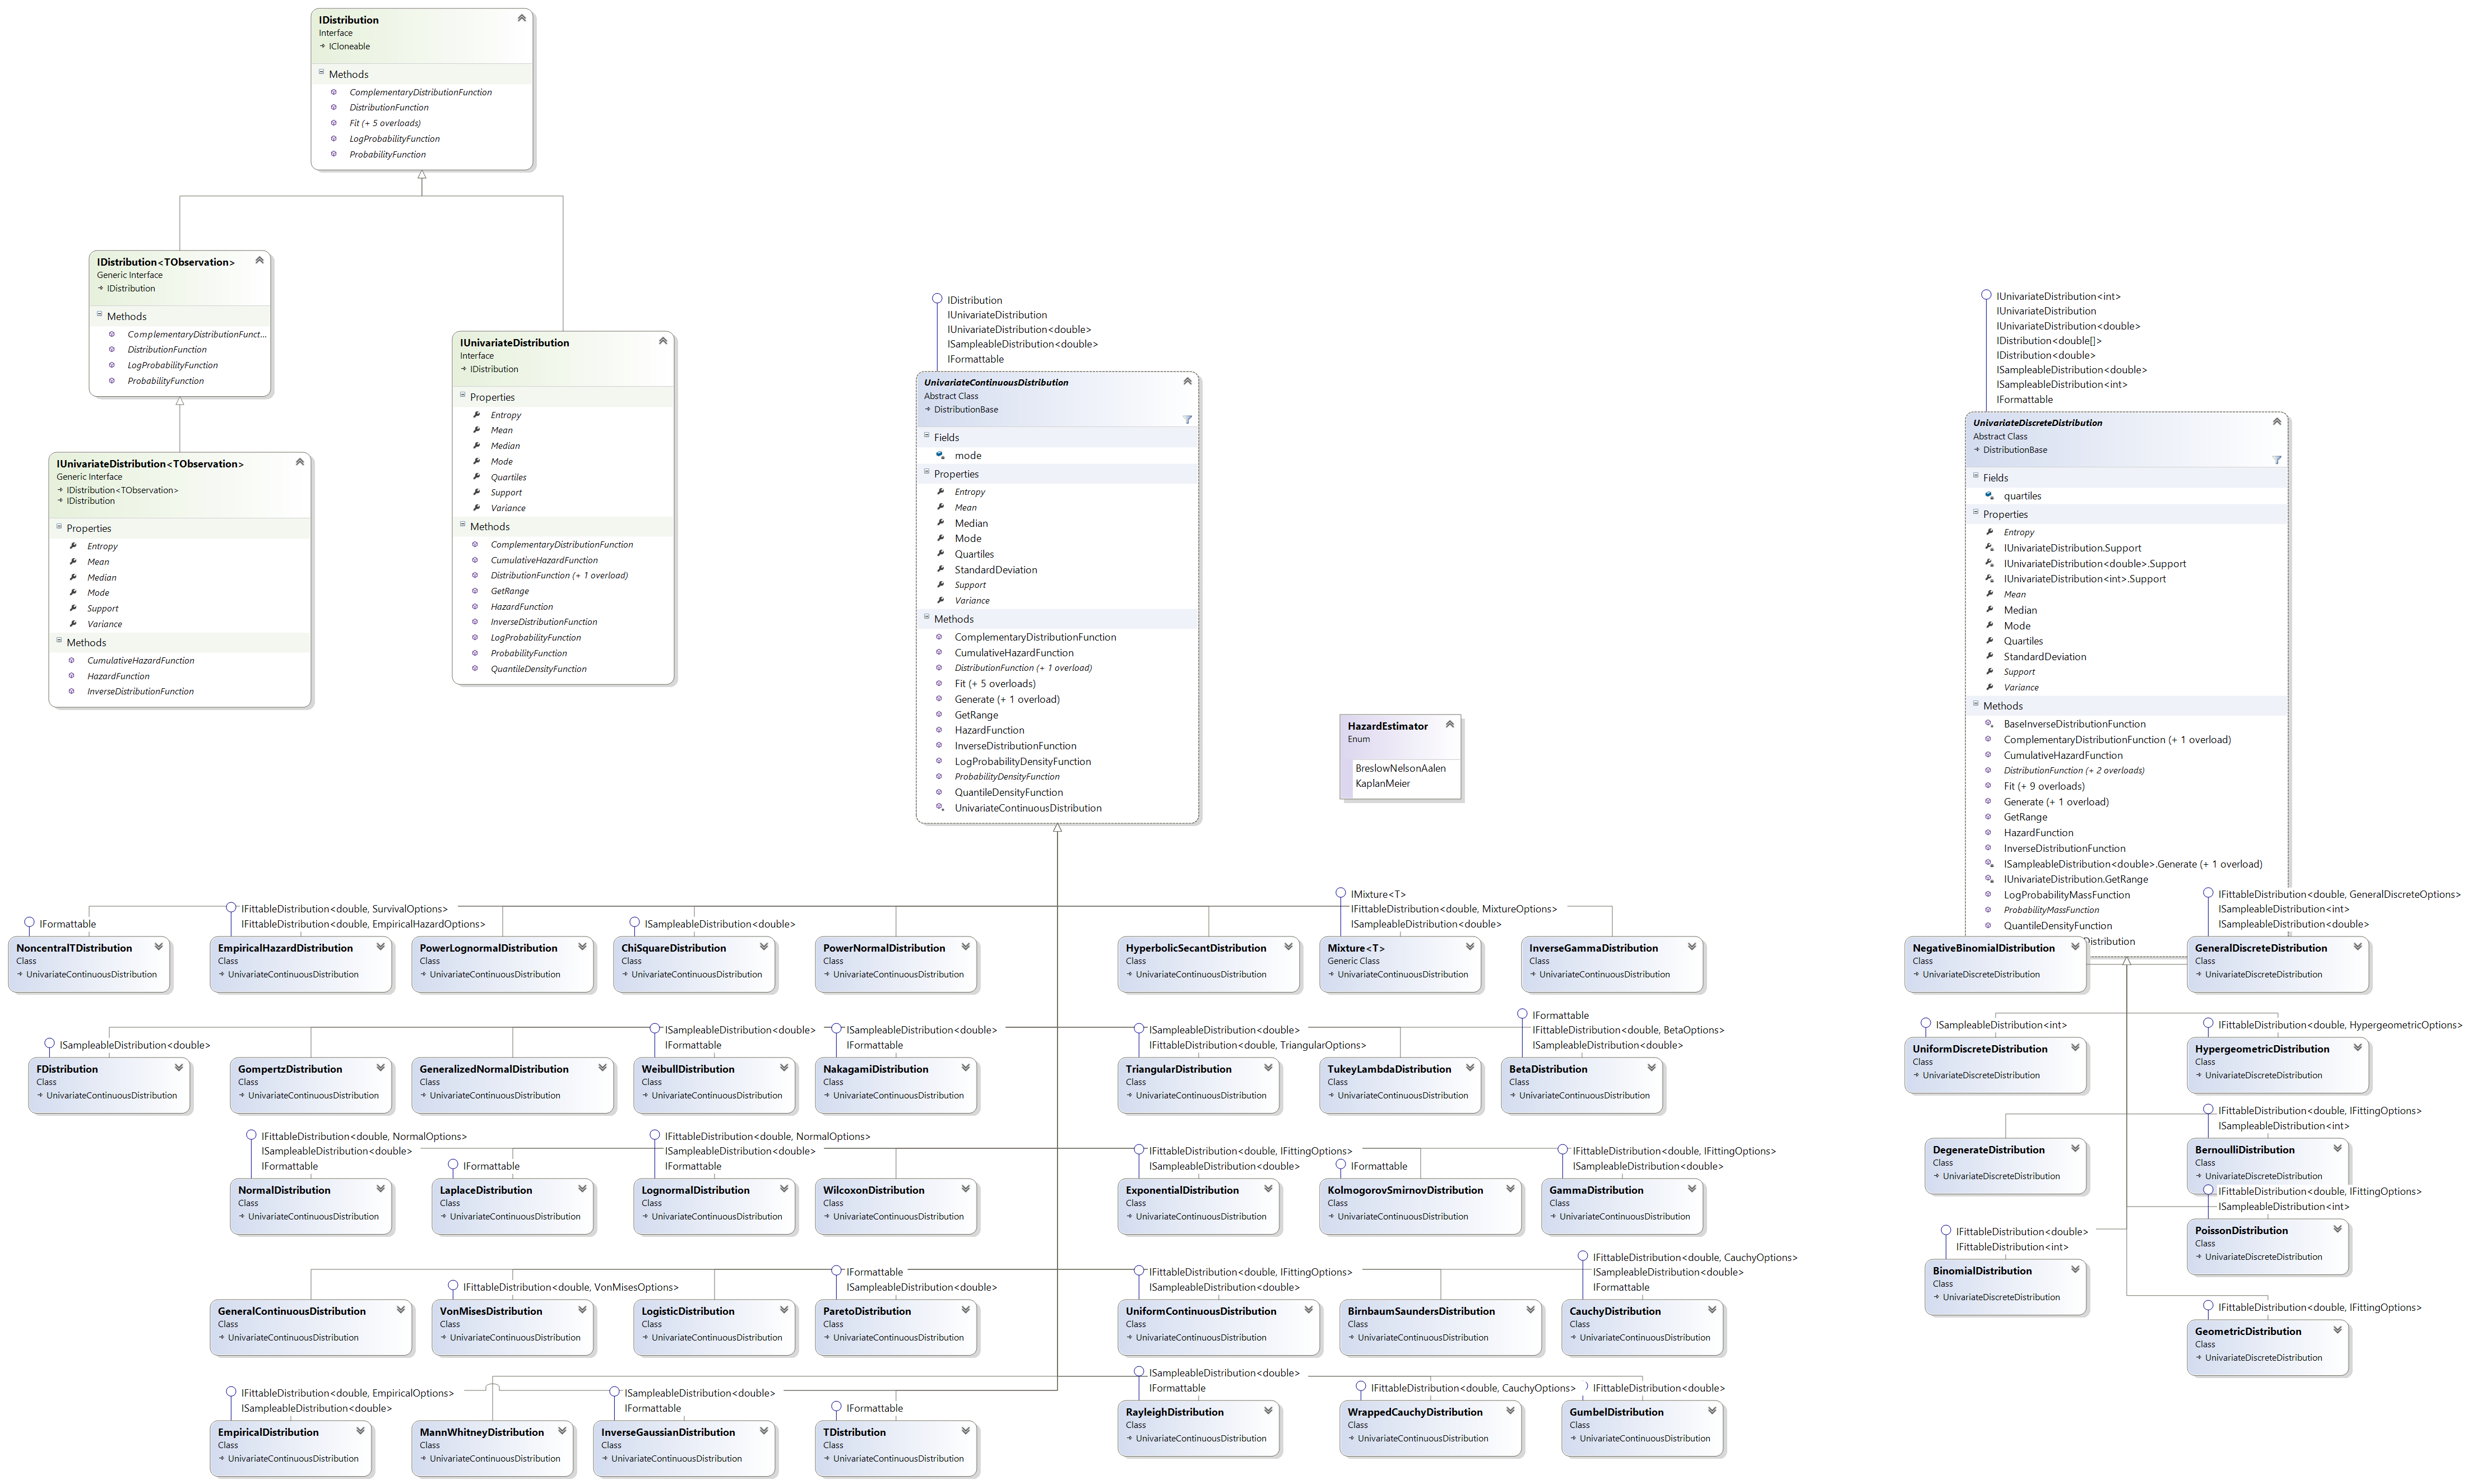 IDistribution
Interface
ICloneable
Methods
ComplementaryDistributionFunction
DistributionFunction
Fit (+ 5 overloads)
LogProbabilityFunction
ProbabilityFunction
IDistribution<TObservation>
Generic Interface
IDistribution
Methods
ComplementaryDistributionFunct...
DistributionFunction
LogProbabilityFunction
ProbabilityFunction
IUnivariateDistribution<TObservation>
Generic Interface
IDistribution<TObservation>
IDistribution
Properties
Entropy
Mean
Median
Mode
Support
Variance
Methods
CumulativeHazardFunction
HazardFunction
InverseDistributionFunction
IUnivariateDistribution
Interface
IDistribution
Properties
Entropy
Mean
Median
Mode
Quartiles
Support
Variance
Methods
ComplementaryDistributionFunction
CumulativeHazardFunction
DistributionFunction (+ 1 overload)
GetRange
HazardFunction
InverseDistributionFunction
LogProbabilityFunction
ProbabilityFunction
QuantileDensityFunction
IDistribution
IUnivariateDistribution
IUnivariateDistribution<double>
ISampleableDistribution<double>
IFormattable
UnivariateContinuousDistribution
Abstract Class
DistributionBase
Fields
mode
Properties
Entropy
Mean
Median
Mode
Quartiles
StandardDeviation
Support
Variance
Methods
ComplementaryDistributionFunction
CumulativeHazardFunction
DistributionFunction (+ 1 overload)
Fit (+ 5 overloads)
Generate (+ 1 overload)
GetRange
HazardFunction
InverseDistributionFunction
LogProbabilityDensityFunction
ProbabilityDensityFunction
QuantileDensityFunction
UnivariateContinuousDistribution
HazardEstimator
Enum
BreslowNelsonAalen
KaplanMeier
IUnivariateDistribution<int>
IUnivariateDistribution
IUnivariateDistribution<double>
IDistribution<double[]>
IDistribution<double>
ISampleableDistribution<double>
ISampleableDistribution<int>
IFormattable
UnivariateDiscreteDistribution
Abstract Class
DistributionBase
Fields
quartiles
Properties
Entropy
IUnivariateDistribution.Support
IUnivariateDistribution<double>.Support
IUnivariateDistribution<int>.Support
Mean
Median
Mode
Quartiles
StandardDeviation
Support
Variance
Methods
BaseInverseDistributionFunction
ComplementaryDistributionFunction (+ 1 overload)
CumulativeHazardFunction
DistributionFunction (+ 2 overloads)
Fit (+ 9 overloads)
Generate (+ 1 overload)
GetRange
HazardFunction
InverseDistributionFunction
ISampleableDistribution<double>.Generate (+ 1 overload)
IUnivariateDistribution.GetRange
LogProbabilityMassFunction
ProbabilityMassFunction
QuantileDensityFunction
Distribution
IFormattable
NoncentralTDistribution
Class
UnivariateContinuousDistribution
IFittableDistribution<double, SurvivalOptions>
IFittableDistribution<double, EmpiricalHazardOptions>
EmpiricalHazardDistribution
Class
UnivariateContinuousDistribution
PowerLognormalDistribution
Class
UnivariateContinuousDistribution
ISampleableDistribution<double>
ChiSquareDistribution
Class
UnivariateContinuousDistribution
PowerNormalDistribution
Class
UnivariateContinuousDistribution
HyperbolicSecantDistribution
Class
UnivariateContinuousDistribution
IMixture<T>
IFittableDistribution<double, MixtureOptions>
ISampleableDistribution<double>
Mixture<T>
Generic Class
UnivariateContinuousDistribution
InverseGammaDistribution
Class
UnivariateContinuousDistribution
NegativeBinomialDistribution
Class
UnivariateDiscreteDistribution
IFittableDistribution<double, GeneralDiscreteOptions>
ISampleableDistribution<int>
ISampleableDistribution<double>
GeneralDiscreteDistribution
Class
UnivariateDiscreteDistribution
ISampleableDistribution<double>
FDistribution
Class
UnivariateContinuousDistribution
GompertzDistribution
Class
UnivariateContinuousDistribution
GeneralizedNormalDistribution
Class
UnivariateContinuousDistribution
ISampleableDistribution<double>
IFormattable
WeibullDistribution
Class
UnivariateContinuousDistribution
ISampleableDistribution<double>
IFormattable
NakagamiDistribution
Class
UnivariateContinuousDistribution
ISampleableDistribution<double>
IFittableDistribution<double, TriangularOptions>
TriangularDistribution
Class
UnivariateContinuousDistribution
TukeyLambdaDistribution
Class
UnivariateContinuousDistribution
IFormattable
IFittableDistribution<double, BetaOptions>
ISampleableDistribution<double>
BetaDistribution
Class
UnivariateContinuousDistribution
ISampleableDistribution<int>
UniformDiscreteDistribution
Class
UnivariateDiscreteDistribution
IFittableDistribution<double, HypergeometricOptions>
HypergeometricDistribution
Class
UnivariateDiscreteDistribution
IFittableDistribution<double, NormalOptions>
ISampleableDistribution<double>
IFormattable
NormalDistribution
Class
UnivariateContinuousDistribution
IFormattable
LaplaceDistribution
Class
UnivariateContinuousDistribution
IFittableDistribution<double, NormalOptions>
ISampleableDistribution<double>
IFormattable
LognormalDistribution
Class
UnivariateContinuousDistribution
WilcoxonDistribution
Class
UnivariateContinuousDistribution
IFittableDistribution<double, IFittingOptions>
ISampleableDistribution<double>
ExponentialDistribution
Class
UnivariateContinuousDistribution
IFormattable
KolmogorovSmirnovDistribution
Class
UnivariateContinuousDistribution
IFittableDistribution<double, IFittingOptions>
ISampleableDistribution<double>
GammaDistribution
Class
UnivariateContinuousDistribution
DegenerateDistribution
Class
UnivariateDiscreteDistribution
IFittableDistribution<double, IFittingOptions>
ISampleableDistribution<int>
BernoulliDistribution
Class
UnivariateDiscreteDistribution
IFittableDistribution<double, IFittingOptions>
ISampleableDistribution<int>
PoissonDistribution
Class
UnivariateDiscreteDistribution
IFittableDistribution<double>
IFittableDistribution<int>
BinomialDistribution
Class
UnivariateDiscreteDistribution
IFittableDistribution<double, IFittingOptions>
GeometricDistribution
Class
UnivariateDiscreteDistribution
GeneralContinuousDistribution
Class
UnivariateContinuousDistribution
IFittableDistribution<double, VonMisesOptions>
VonMisesDistribution
Class
UnivariateContinuousDistribution
LogisticDistribution
Class
UnivariateContinuousDistribution
IFormattable
ISampleableDistribution<double>
ParetoDistribution
Class
UnivariateContinuousDistribution
IFittableDistribution<double, IFittingOptions>
ISampleableDistribution<double>
UniformContinuousDistribution
Class
UnivariateContinuousDistribution
BirnbaumSaundersDistribution
Class
UnivariateContinuousDistribution
IFittableDistribution<double, CauchyOptions>
ISampleableDistribution<double>
IFormattable
CauchyDistribution
Class
UnivariateContinuousDistribution
IFittableDistribution<double, EmpiricalOptions>
ISampleableDistribution<double>
EmpiricalDistribution
Class
UnivariateContinuousDistribution
MannWhitneyDistribution
Class
UnivariateContinuousDistribution
ISampleableDistribution<double>
IFormattable
InverseGaussianDistribution
Class
UnivariateContinuousDistribution
IFormattable
TDistribution
Class
UnivariateContinuousDistribution
ISampleableDistribution<double>
IFormattable
RayleighDistribution
Class
UnivariateContinuousDistribution
IFittableDistribution<double, CauchyOptions>
WrappedCauchyDistribution
Class
UnivariateContinuousDistribution
IFittableDistribution<double>
GumbelDistribution
Class
UnivariateContinuousDistribution